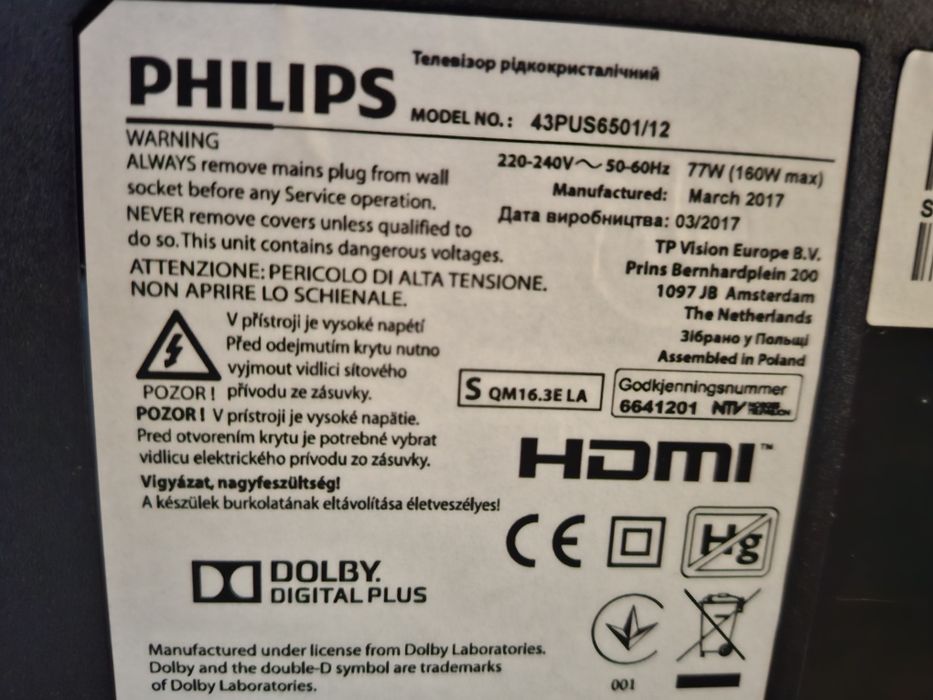 PHILIPS
Телевізор рідкокристалічний
MODEL NO.: 43PUS6501/12
WARNING
ALWAYS remove mains plug from wall
socket before any Service operation.
NEVER remove covers unless qualified to
do so. This unit contains dangerous voltages.
ATTENZIONE: PERICOLO DI ALTA TENSIONE.
NON APRIRE LO SCHIENALE.
220-240V~ 50-60Hz 77W (160W max)
Manufactured: March 2017
Дата виробництва: 03/2017
TP Vision Europe B.V.
Prins Bernhardplein 200
1097 JB Amsterdam
The Netherlands
Зібрано у Польщі
Assembled in Poland
V přístroji je vysoké napětí
Před odejmutím krytu nutno
vyjmout vidlici síťového
POZOR! přívodu ze zásuvky.
POZOR! V prístroji je vysoké napätie.
Pred otvorením krytu je potrebné vybrat
vidlicu elektrického prívodu zo zásuvky.
Vigyázat, nagyfeszültség!
A készülek burkolatának eltávolítása életveszélyes!
S QM16.3E LA
Godkjenningsnummer
6641201 NTV
HDMI™
CE
Hg
DOLBY.
DIGITAL PLUS
Manufactured under license from Dolby Laboratories.
Dolby and the double-D symbol are trademarks
of Dolby Laboratories.
001
S